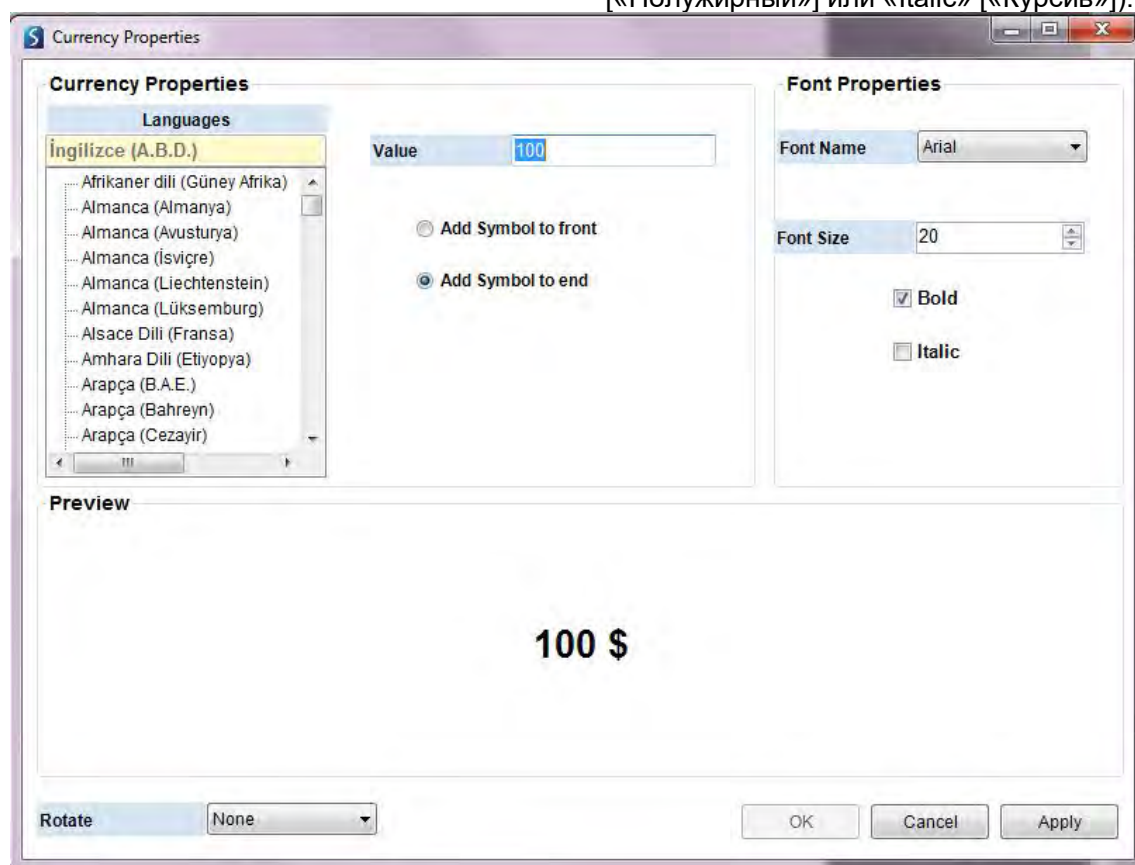 [«Полужирный»] или «Italic» [«Курсив»]).
Currency Properties
Currency Properties
Languages
İngilizce (A.B.D.)
Afrikaner dili (Güney Afrika)
Almanca (Almanya)
Almanca (Avusturya)
Almanca (İsviçre)
Almanca (Liechtenstein)
Almanca (Lüksemburg)
Alsace Dili (Fransa)
Amhara Dili (Etiyopya)
Arapça (B.A.E.)
Arapça (Bahreyn)
Arapça (Cezayir)
Value 100
Add Symbol to front
Add Symbol to end
Font Properties
Font Name Arial
Font Size 20
Bold
Italic
Preview
100 $
Rotate None
OK Cancel Apply